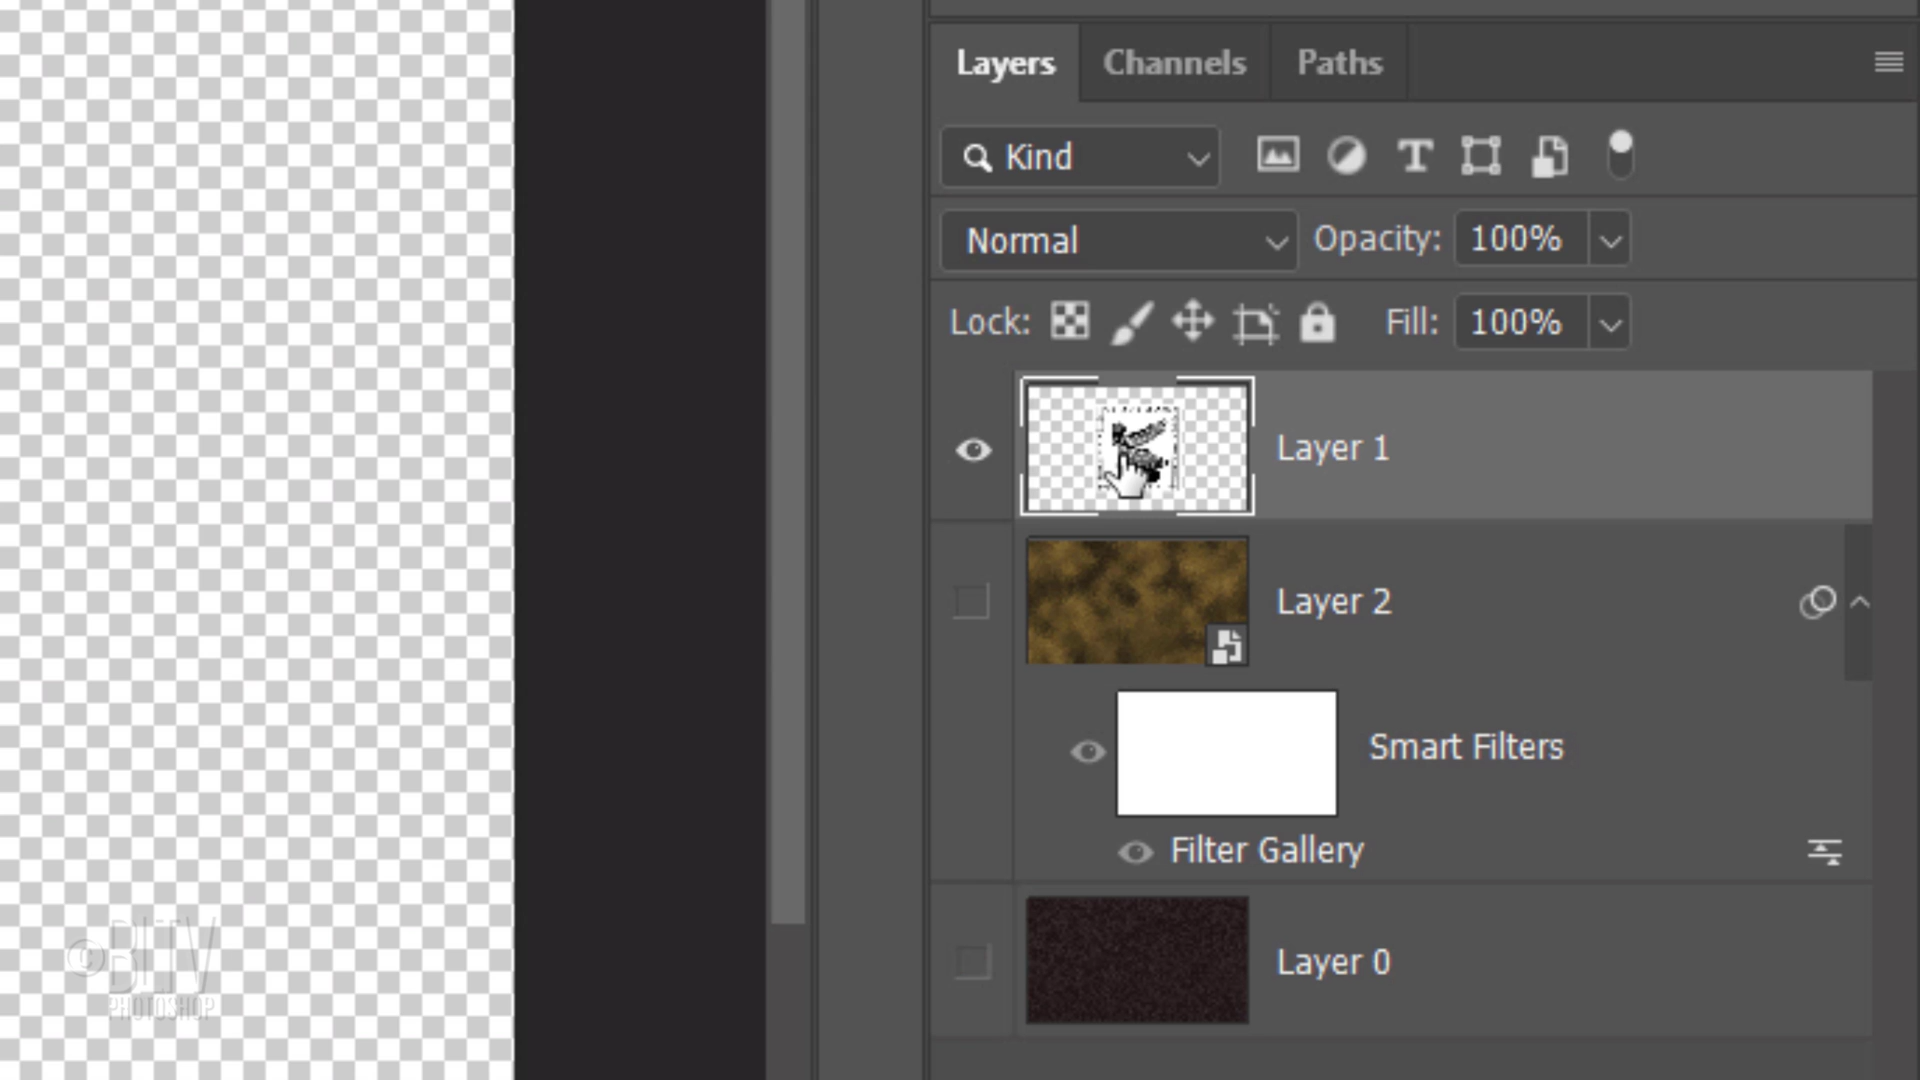 Layers Channels Paths
Kind
Normal Opacity: 100%
Lock: Fill: 100%
Layer 1
Layer 2
Smart Filters
Filter Gallery
Layer 0
© BLTV
PHOTOSHOP